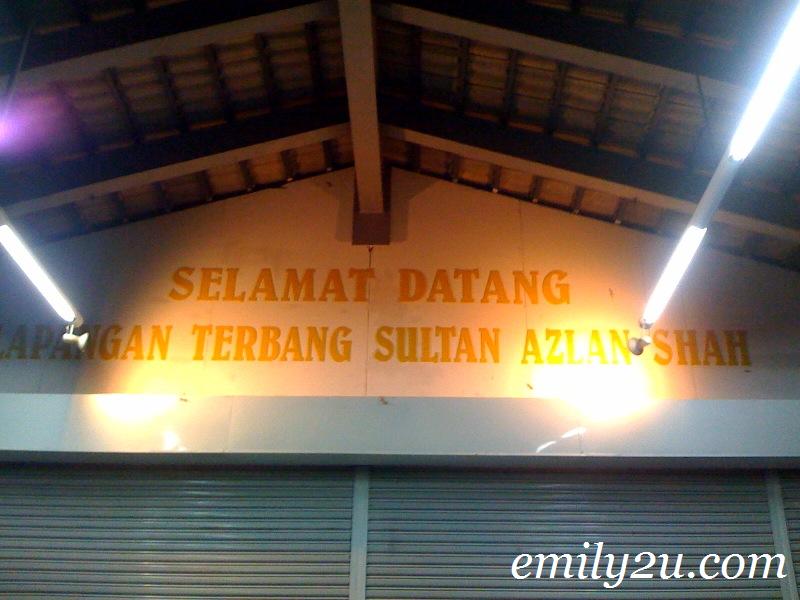 SELAMAT DATANG
LAPANGAN TERBANG SULTAN AZLAN SHAH
emily2u.com